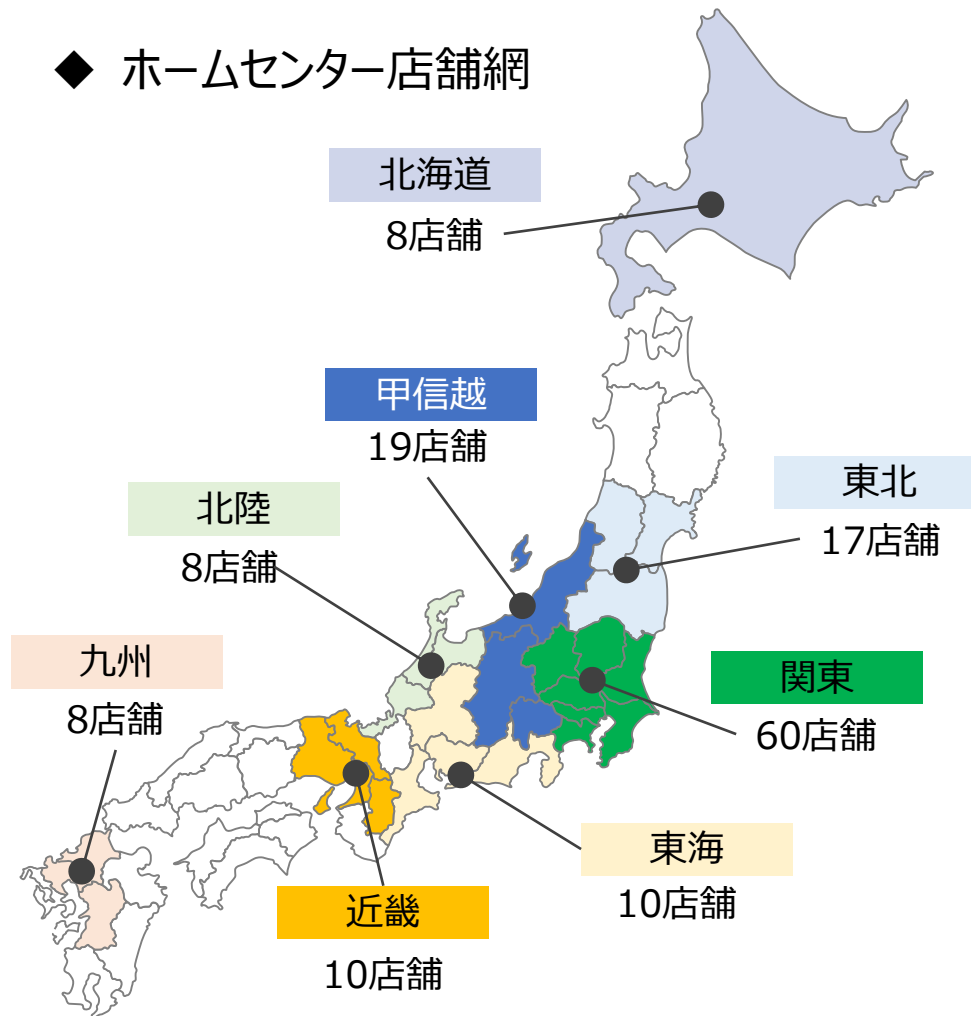 ◆ ホームセンター店舗網
北海道
8店舗
甲信越
19店舗
東北
17店舗
北陸
8店舗
九州
8店舗
関東
60店舗
東海
10店舗
近畿
10店舗